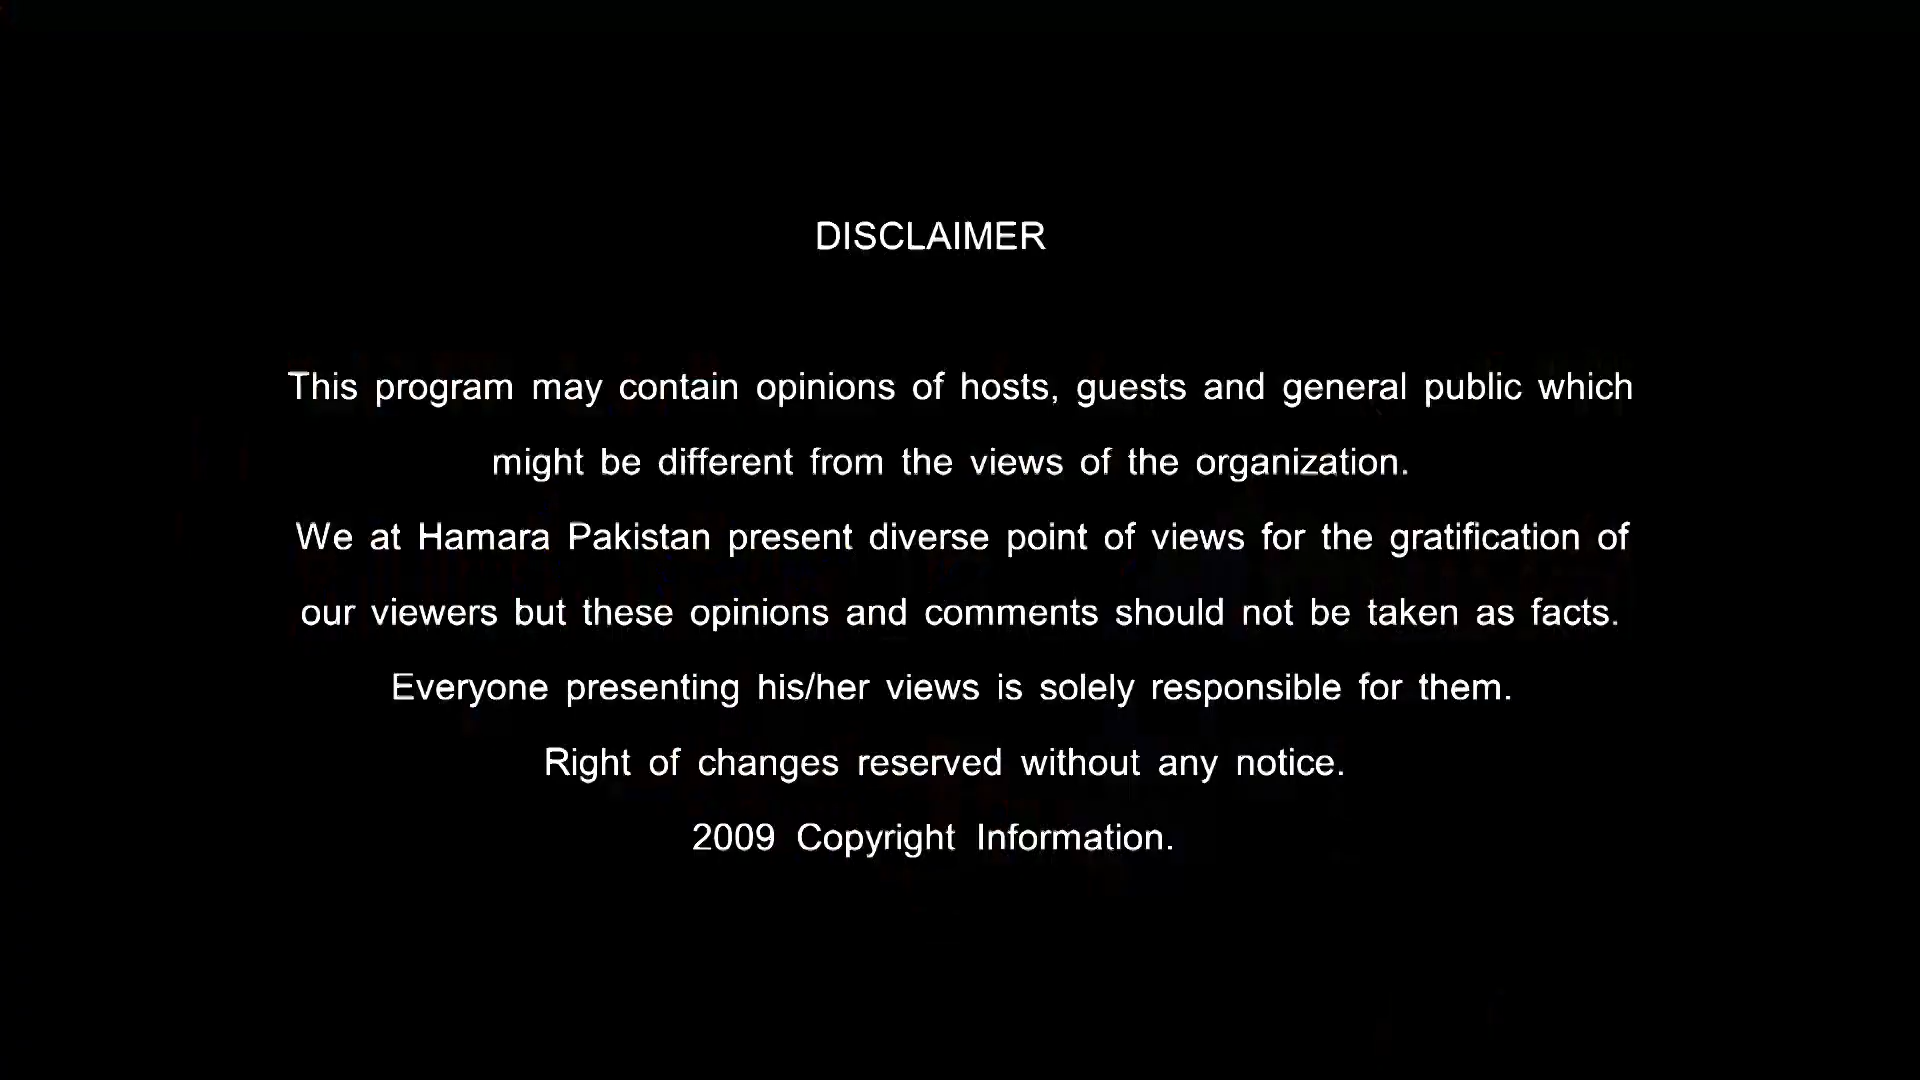 DISCLAIMER
This program may contain opinions of hosts, guests and general public which
might be different from the views of the organization.
We at Hamara Pakistan present diverse point of views for the gratification of
our viewers but these opinions and comments should not be taken as facts.
Everyone presenting his/her views is solely responsible for them.
Right of changes reserved without any notice.
2009 Copyright Information.